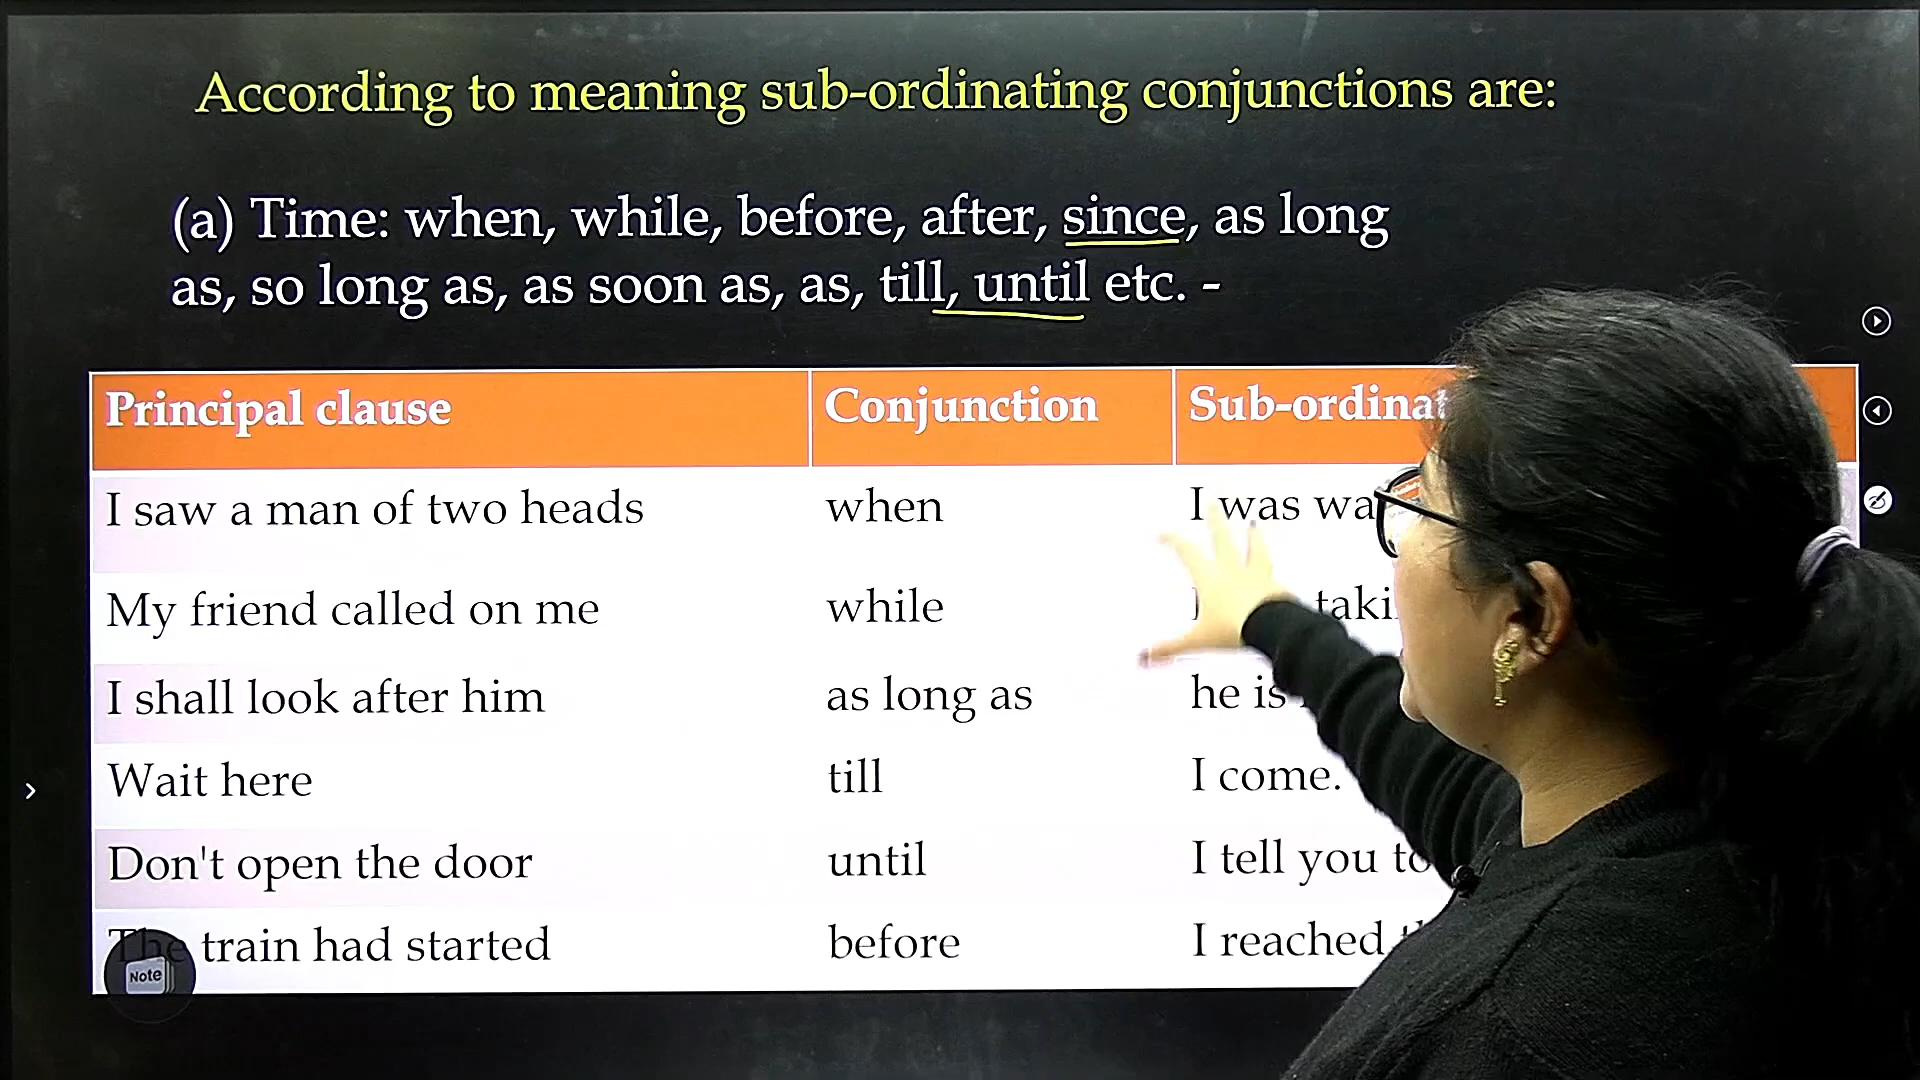 According to meaning sub-ordinating conjunctions are:
(a) Time: when, while, before, after, since, as long
as, so long as, as soon as, as, till, until etc. -
Principal clause Conjunction
I saw a man of two heads when I was
My friend called on me while
I shall look after him as long as he is
Wait here till I come.
Don't open the door until I tell you to
The train had started before I reached
Note